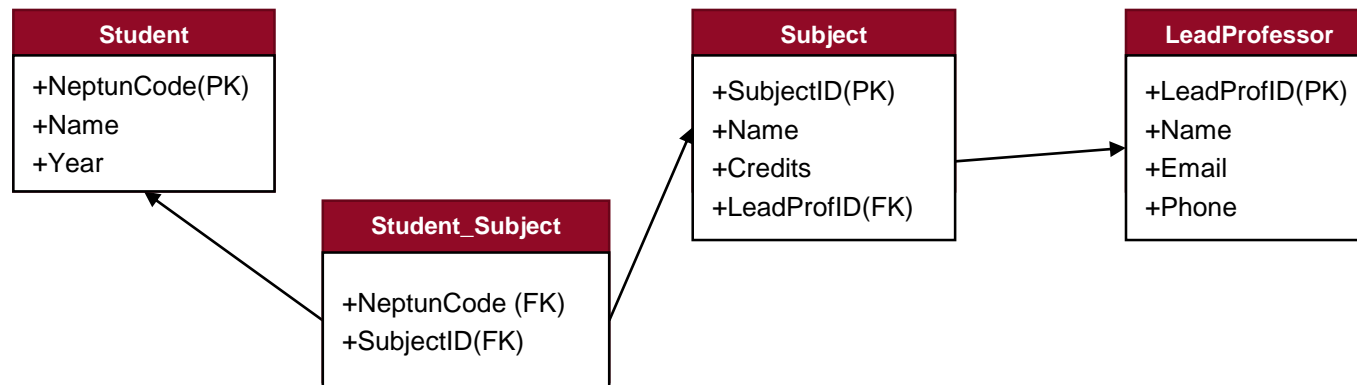 Student
+NeptunCode(PK)
+Name
+Year
Student_Subject
+NeptunCode (FK)
+SubjectID(FK)
Subject
+SubjectID(PK)
+Name
+Credits
+LeadProfID(FK)
LeadProfessor
+LeadProfID(PK)
+Name
+Email
+Phone